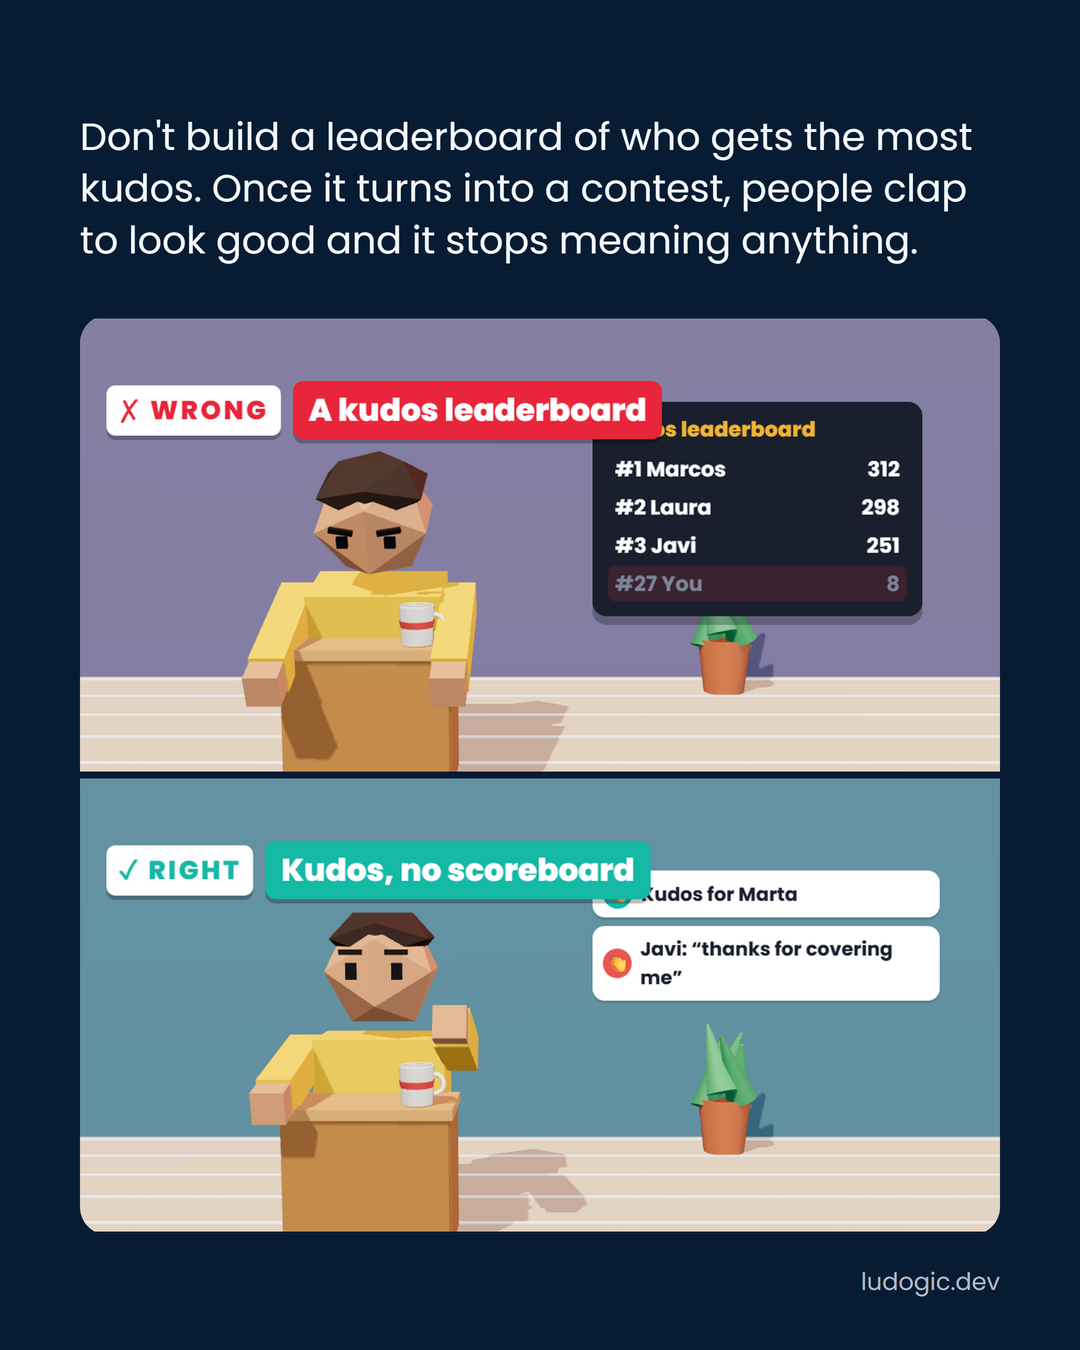 Don't build a leaderboard of who gets the most
kudos. Once it turns into a contest, people clap
to look good and it stops meaning anything.
✗ WRONG
A kudos leaderboard
os leaderboard
#1 Marcos 312
#2 Laura 298
#3 Javi 251
#27 You 8
✓ RIGHT
Kudos, no scoreboard
Kudos for Marta
Javi: “thanks for covering
me”
ludogic.dev